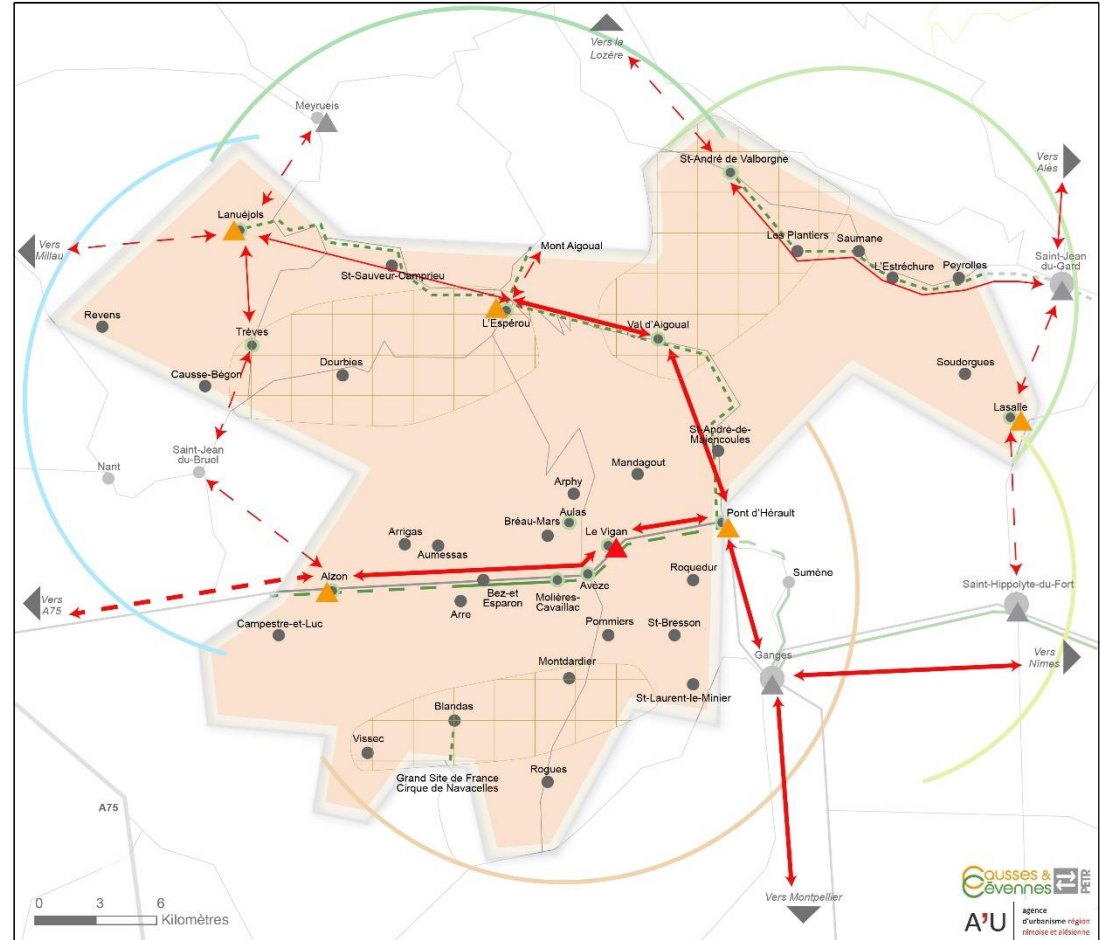 Vers la
Lozère
Meyrueis
St-André de Valborgne
Vers
Alès
Lanuéjols
Vers
Millau
Les Plantiers
Saumane
L'Estréchure
Peyrolles
Saint-Jean
du-Gard
Mont Aigoual
St-Sauveur-Camprieu
L'Espérou
Val d'Aigoual
Revens
Trèves
Dourbies
Causse-Bégon
Soudorgues
Lasalle
Saint-Jean
du-Bruel
Nant
St-André-de-
Majencoules
Mandagout
Arphy
Aulas
Bréau-Mars
Le Vigan
Pont d'Hérault
Arrigas
Aumessas
Alzon
Bez-et
Esparon
Molières-
Cavaillac
Avèze
Arre
Roquedur
Sumène
Saint-Hippolyte-du-Fort
Vers
A75
Campestre-et-Luc
Pommiers
St-Bresson
Ganges
Vers
Nîmes
Montdardier
St-Laurent-le-Minier
Blandas
Vissec
Grand Site de France
Cirque de Navacelles
Rogues
A75
Vers Montpellier
0 3 6
Kilomètres
Causses &
Cévennes
PETR
A'U
agence
d'urbanisme région
nîmoise et alésienne